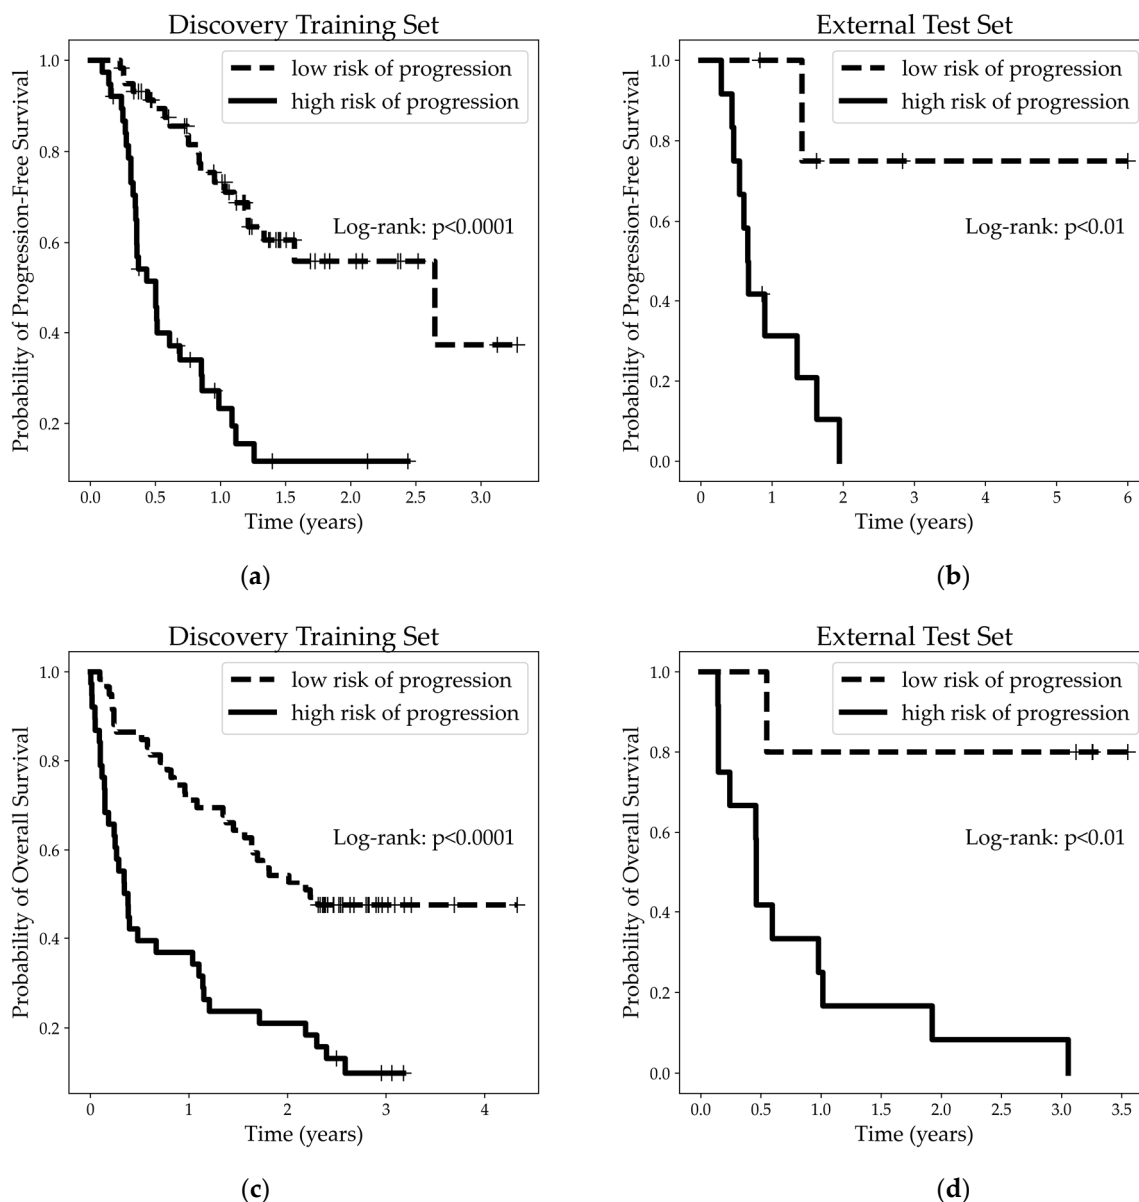 Discovery Training Set
Probability of Progression-Free Survival
1.0
0.8
0.6
0.4
0.2
low risk of progression
high risk of progression
Log-rank: p<0.0001
0.0 0.5 1.0 1.5 2.0 2.5 3.0
Time (years)
(a)
External Test Set
Probability of Progression-Free Survival
1.0
0.8
0.6
0.4
0.2
0.0
low risk of progression
high risk of progression
Log-rank: p<0.01
0 1 2 3 4 5 6
Time (years)
(b)
Discovery Training Set
Probability of Overall Survival
1.0
0.8
0.6
0.4
0.2
low risk of progression
high risk of progression
Log-rank: p<0.0001
0 1 2 3 4
Time (years)
(c)
External Test Set
Probability of Overall Survival
1.0
0.8
0.6
0.4
0.2
0.0
low risk of progression
high risk of progression
Log-rank: p<0.01
0.0 0.5 1.0 1.5 2.0 2.5 3.0 3.5
Time (years)
(d)